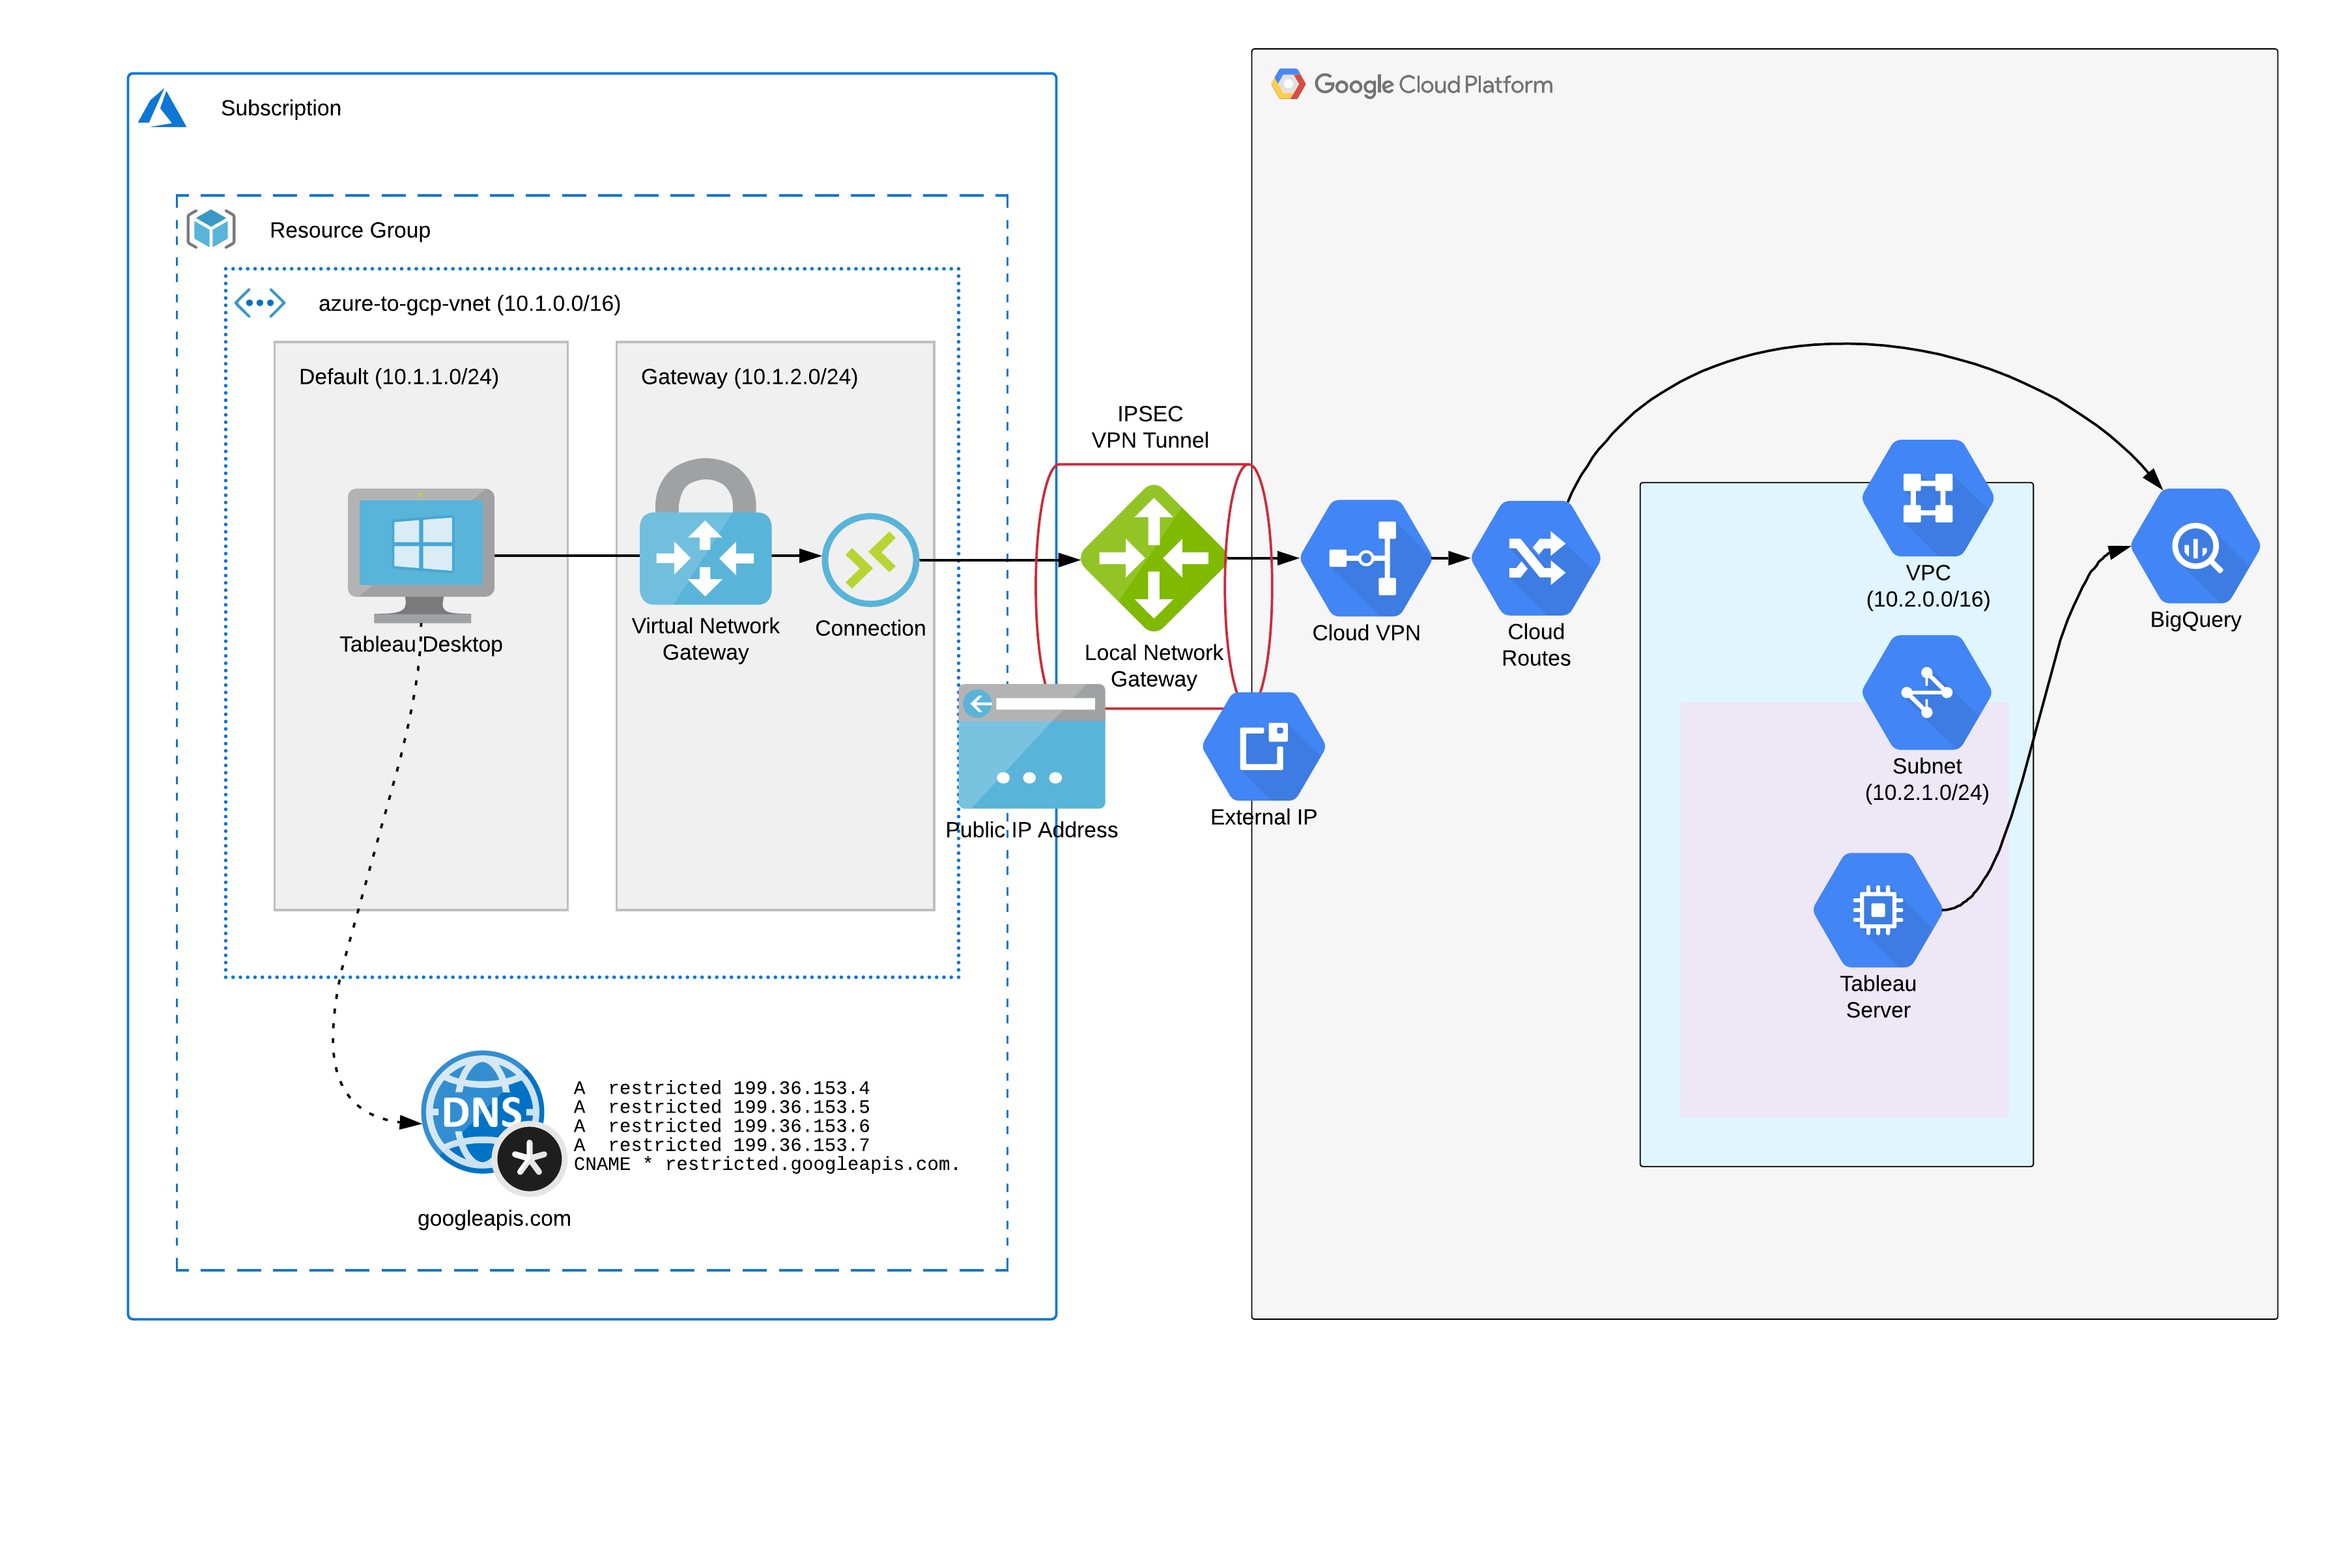 Subscription
Google Cloud Platform
Resource Group
azure-to-gcp-vnet (10.1.0.0/16)
Default (10.1.1.0/24)
Gateway (10.1.2.0/24)
IPSEC
VPN Tunnel
Tableau Desktop
Virtual Network
Gateway
Connection
Local Network
Gateway
Cloud VPN
Cloud
Routes
VPC
(10.2.0.0/16)
BigQuery
Subnet
(10.2.1.0/24)
Public IP Address
External IP
Tableau
Server
DNS
A restricted 199.36.153.4
A restricted 199.36.153.5
A restricted 199.36.153.6
A restricted 199.36.153.7
CNAME * restricted.googleapis.com.
googleapis.com